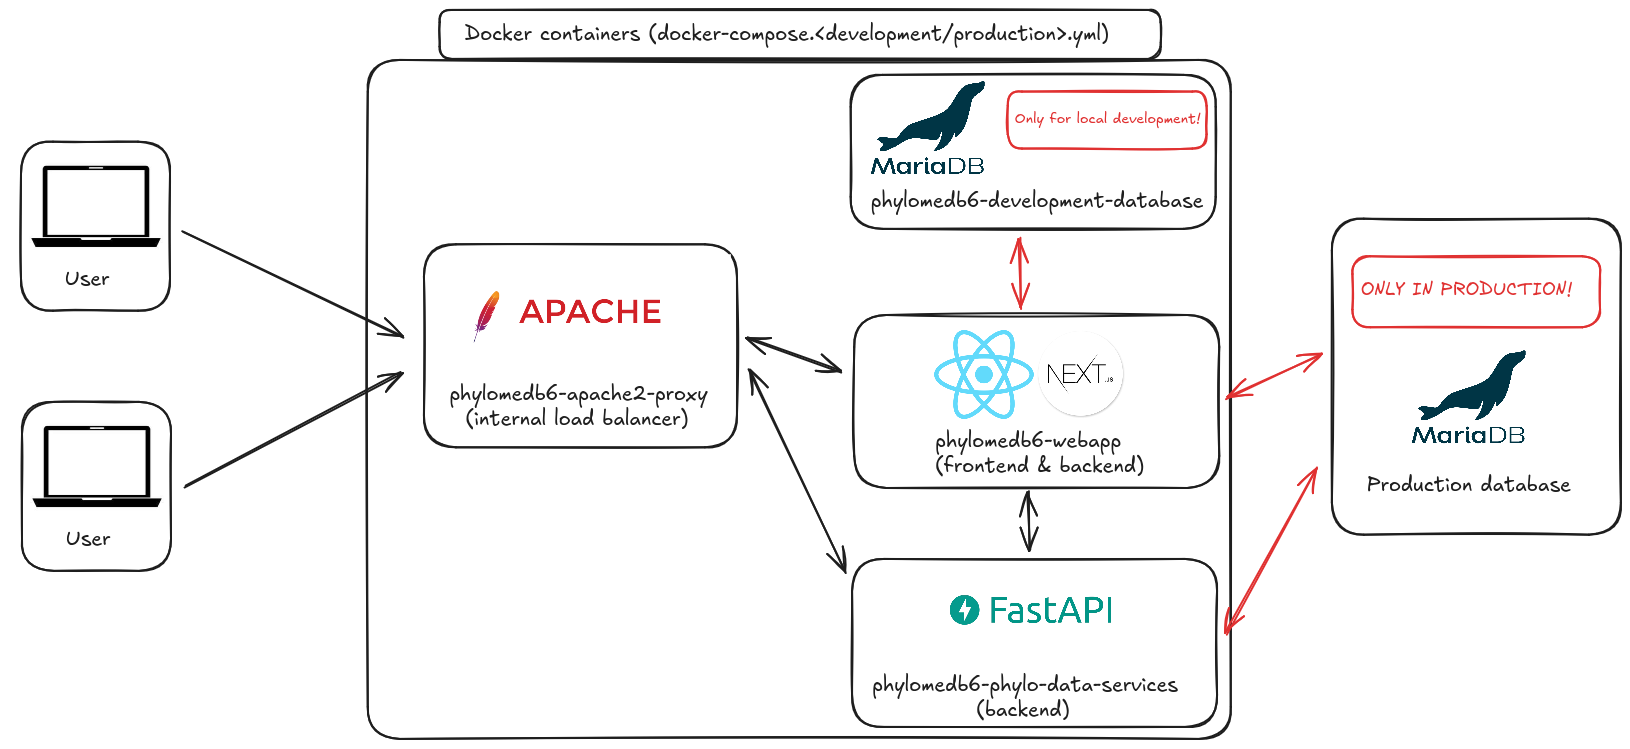 Docker containers (docker-compose.<development/production>.yml)
User
User
APACHE
phylomedb6-apache2-proxy
(internal load balancer)
MariaDB
Only for local development!
phylomedb6-development-database
NEXT.JS
phylomedb6-webapp
(frontend & backend)
FastAPI
phylomedb6-phylo-data-services
(backend)
ONLY IN PRODUCTION!
MariaDB
Production database